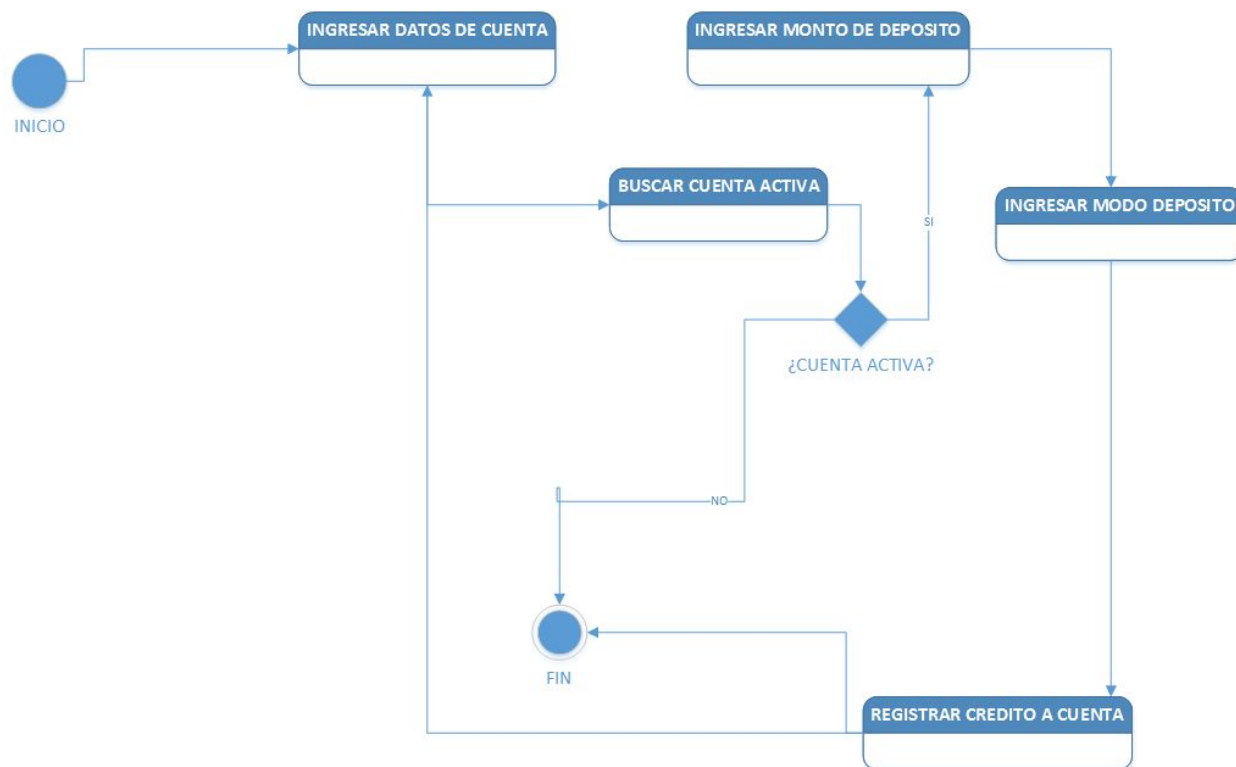 INGRESAR DATOS DE CUENTA
INGRESAR MONTO DE DEPOSITO
INICIO
BUSCAR CUENTA ACTIVA
INGRESAR MODO DEPOSITO
SI
¿CUENTA ACTIVA?
NO
FIN
REGISTRAR CREDITO A CUENTA